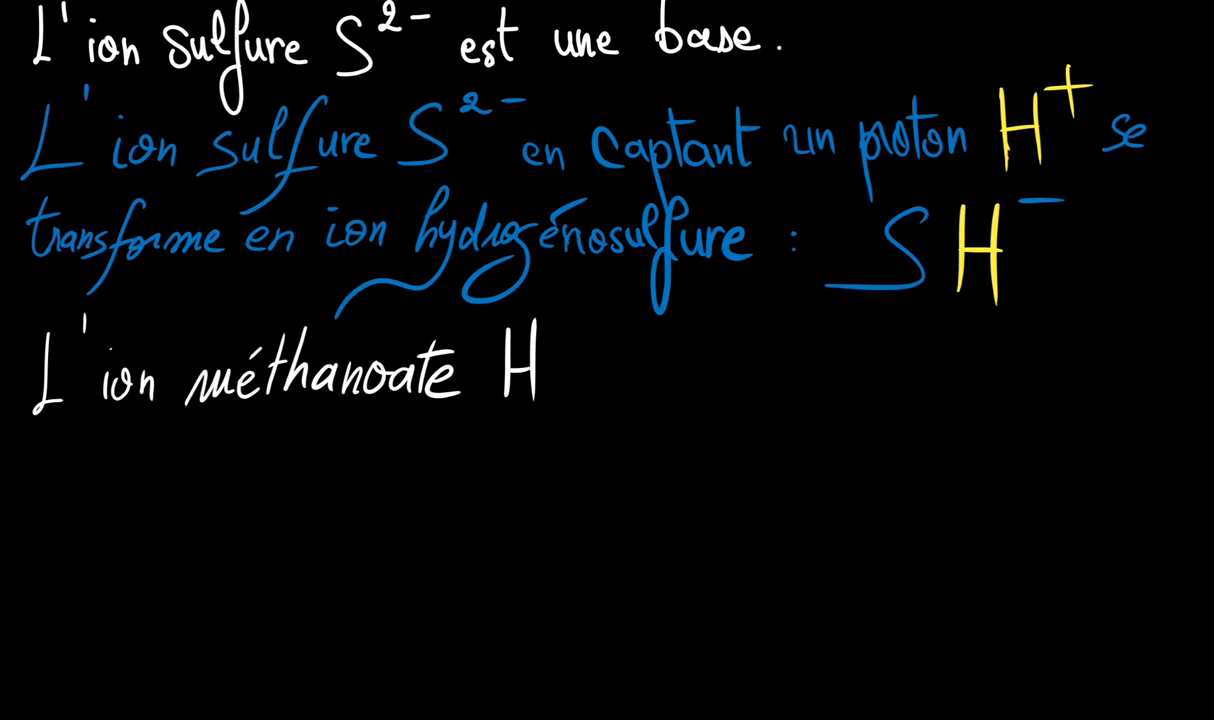 L'ion sulfure S²⁻ est une base.
L'ion sulfure S²⁻ en captant un proton H⁺ se
transforme en ion hydrogénosulfure : SH⁻
L'ion méthanoate H